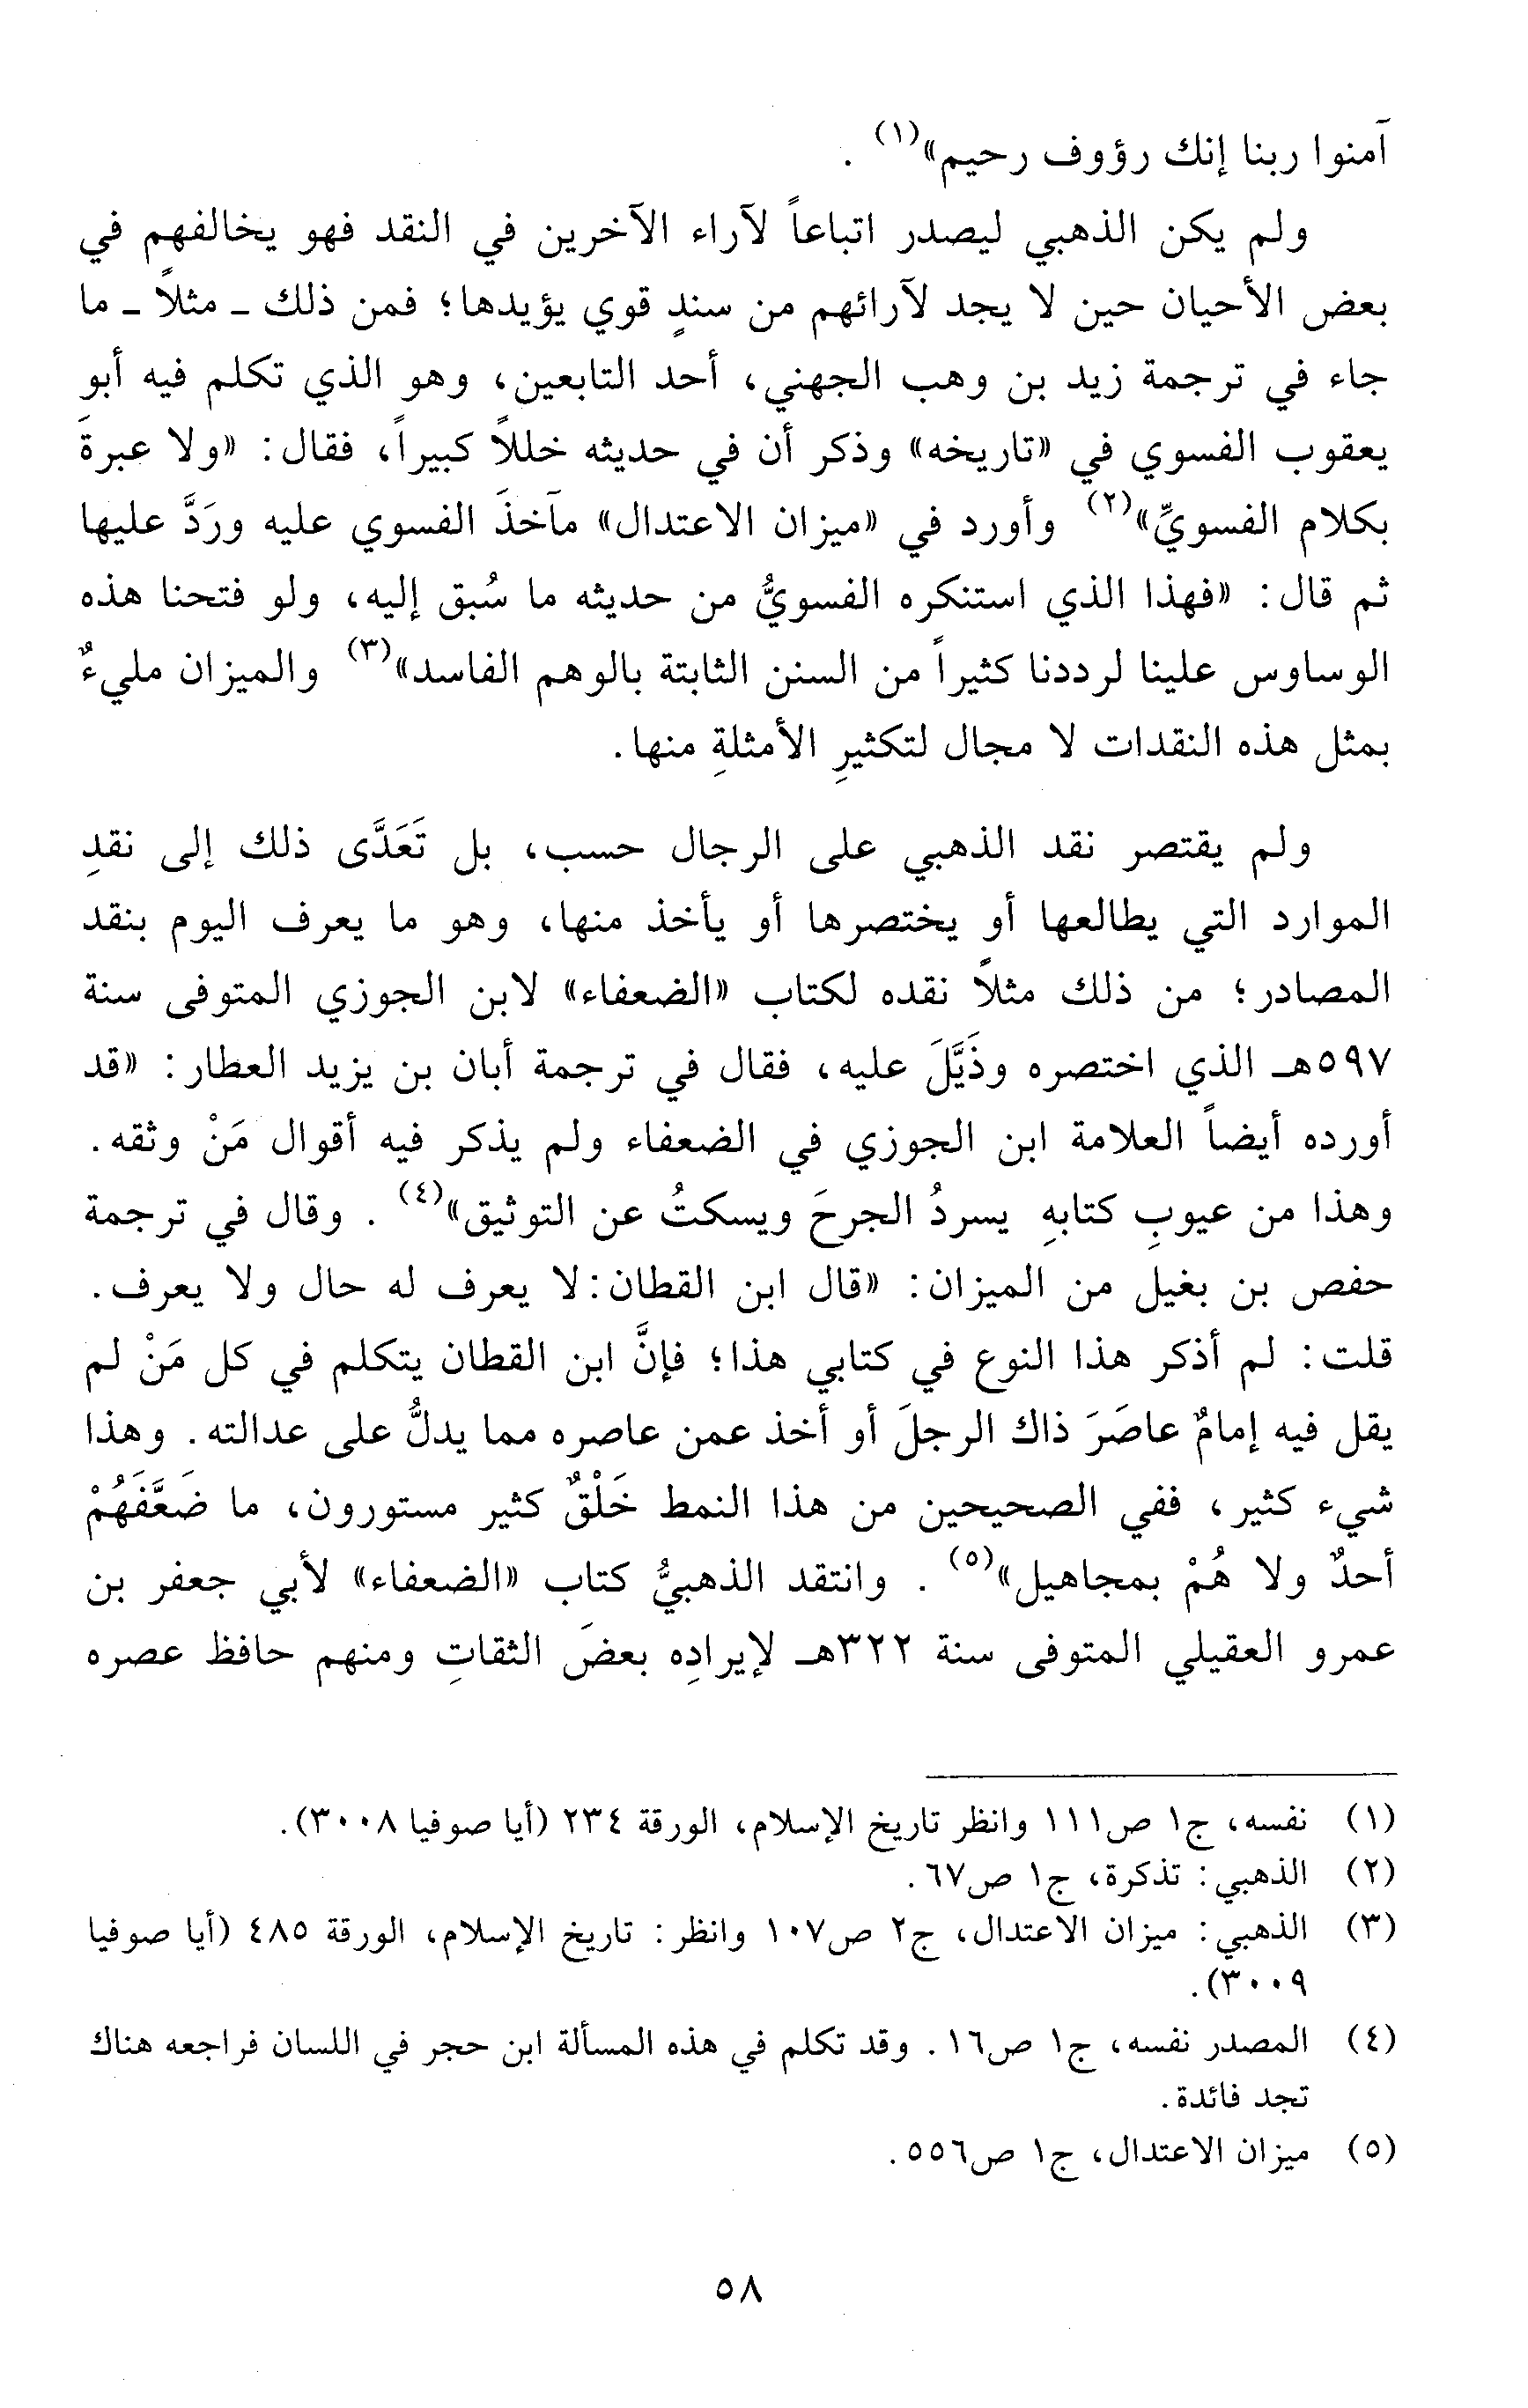 آمنوا ربنا إنك رؤوف رحيم»(١) .
ولم يكن الذهبي ليصدر اتباعاً لآراء الآخرين في النقد فهو يخالفهم في
بعض الأحيان حين لا يجد لآرائهم من سندٍ قوي يؤيدها؛ فمن ذلك ـ مثلاً ـ ما
جاء في ترجمة زيد بن وهب الجهني، أحد التابعين، وهو الذي تكلم فيه أبو
يعقوب الفسوي في «تاريخه» وذكر أن في حديثه خللاً كبيراً، فقال: «ولا عبرةَ
بكلام الفسويِّ»(٢) وأورد في «ميزان الاعتدال» مآخذَ الفسوي عليه ورَدَّ عليها
ثم قال: «فهذا الذي استنكره الفسويُّ من حديثه ما سُبق إليه، ولو فتحنا هذه
الوساوس علينا لرددنا كثيراً من السنن الثابتة بالوهم الفاسد»(٣) والميزان مليءٌ
بمثل هذه النقدات لا مجال لتكثيرِ الأمثلةِ منها.
ولم يقتصر نقد الذهبي على الرجال حسب، بل تَعَدَّى ذلك إلى نقدِ
الموارد التي يطالعها أو يختصرها أو يأخذ منها، وهو ما يعرف اليوم بنقد
المصادر؛ من ذلك مثلاً نقده لكتاب «الضعفاء» لابن الجوزي المتوفى سنة
٥٩٧هـ الذي اختصره وذَيَّلَ عليه، فقال في ترجمة أبان بن يزيد العطار: «قد
أورده أيضاً العلامة ابن الجوزي في الضعفاء ولم يذكر فيه أقوال مَنْ وثقه.
وهذا من عيوبِ كتابهِ يسردُ الجرحَ ويسكتُ عن التوثيق»(٤) . وقال في ترجمة
حفص بن بغيل من الميزان: «قال ابن القطان: لا يعرف له حال ولا يعرف.
قلت: لم أذكر هذا النوع في كتابي هذا؛ فإنَّ ابن القطان يتكلم في كل مَنْ لم
يقل فيه إمامٌ عاصَرَ ذاك الرجلَ أو أخذ عمن عاصره مما يدلُّ على عدالته. وهذا
شيء كثير، ففي الصحيحين من هذا النمط خَلْقٌ كثير مستورون، ما ضَعَّفَهُمْ
أحدٌ ولا هُمْ بمجاهيل»(٥) . وانتقد الذهبيُّ كتاب «الضعفاء» لأبي جعفر بن
عمرو العقيلي المتوفى سنة ٣٢٢هـ لإيرادِه بعضَ الثقاتِ ومنهم حافظ عصره
(١) نفسه، ج١ ص١١١ وانظر تاريخ الإسلام، الورقة ٢٣٤ (أيا صوفيا ٣٠٠٨).
(٢) الذهبي: تذكرة، ج١ ص٦٧.
(٣) الذهبي: ميزان الاعتدال، ج٢ ص١٠٧ وانظر: تاريخ الإسلام، الورقة ٤٨٥ (أيا صوفيا
٣٠٠٩).
(٤) المصدر نفسه، ج١ ص١٦. وقد تكلم في هذه المسألة ابن حجر في اللسان فراجعه هناك
تجد فائدة.
(٥) ميزان الاعتدال، ج١ ص٥٥٦.
٥٨